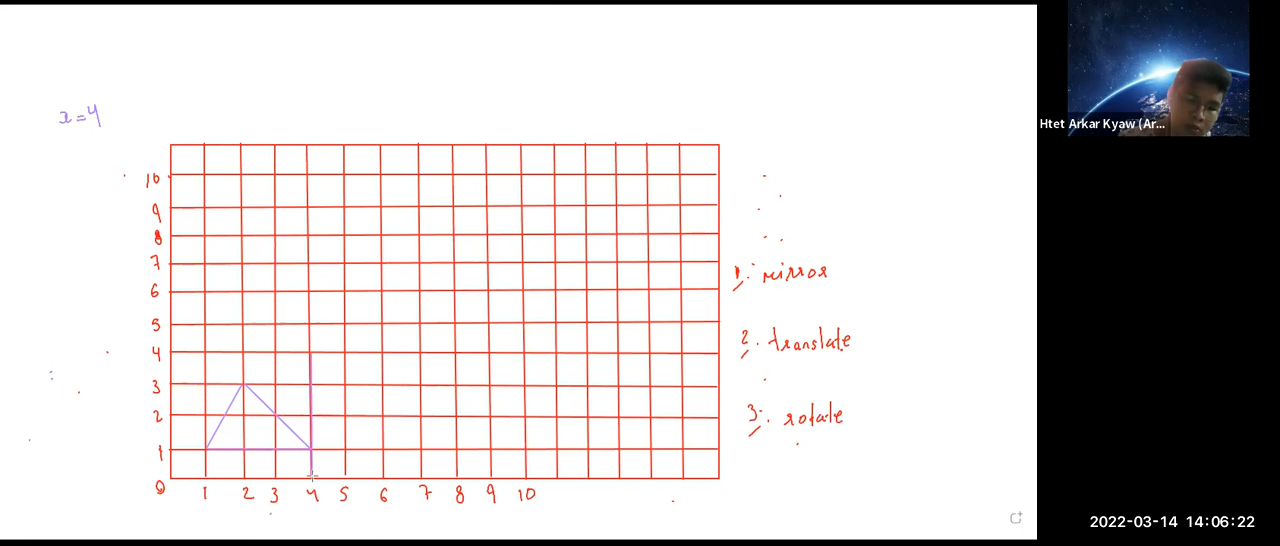 x=4
10
9
8
7
6
5
4
3
2
1
0
1 2 3 4 5 6 7 8 9 10
1. mirror
2. translate
3. rotate
Htet Arkar Kyaw (Ar...
2022-03-14 14:06:22